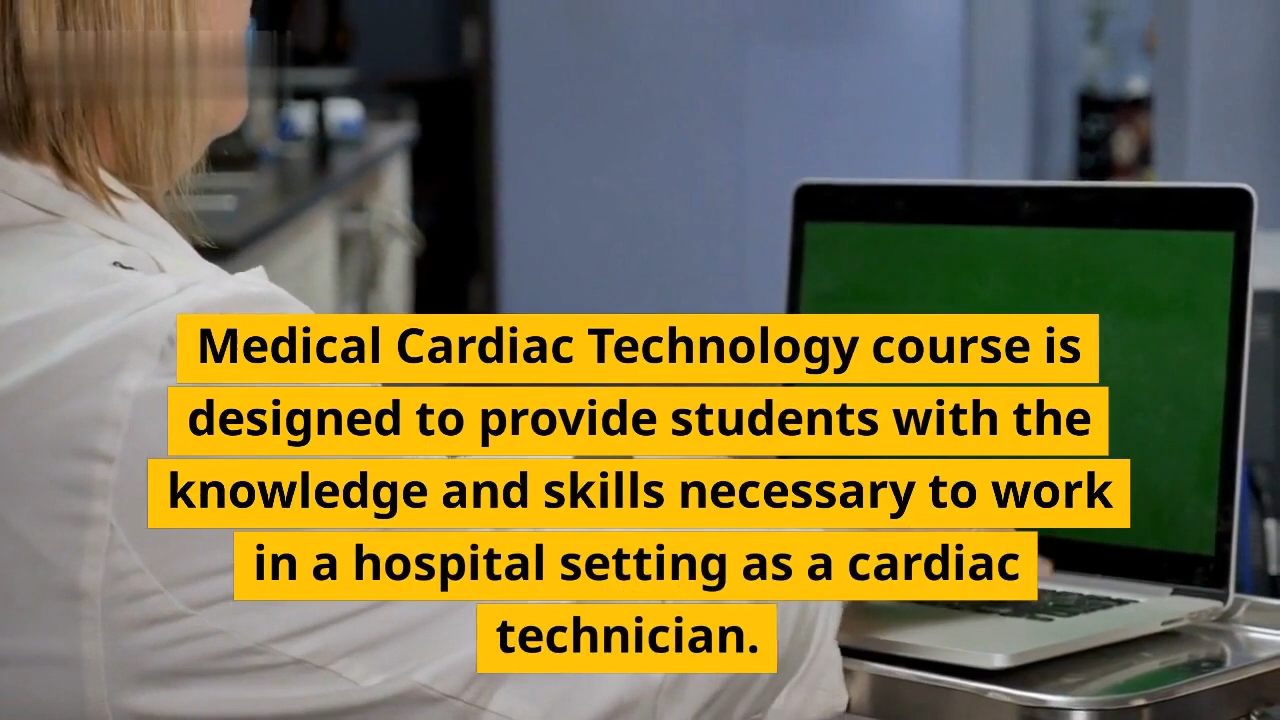 Medical Cardiac Technology course is
designed to provide students with the
knowledge and skills necessary to work
in a hospital setting as a cardiac
technician.